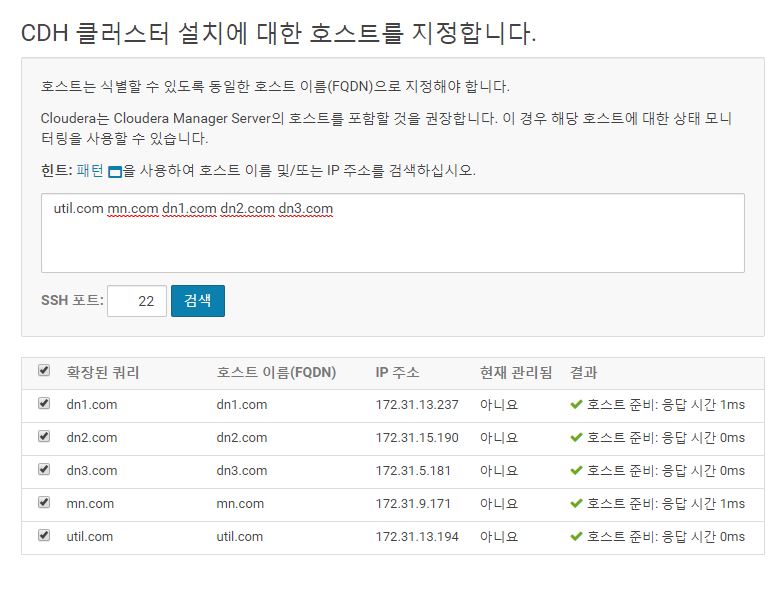 CDH 클러스터 설치에 대한 호스트를 지정합니다.
호스트는 식별할 수 있도록 동일한 호스트 이름(FQDN)으로 지정해야 합니다.
Cloudera는 Cloudera Manager Server의 호스트를 포함할 것을 권장합니다. 이 경우 해당 호스트에 대한 상태 모니
터링을 사용할 수 있습니다.
힌트: 패턴 을 사용하여 호스트 이름 및/또는 IP 주소를 검색하십시오.
util.com mn.com dn1.com dn2.com dn3.com
SSH 포트: 22 검색
확장된 쿼리 호스트 이름(FQDN) IP 주소 현재 관리됨 결과
dn1.com dn1.com 172.31.13.237 아니요 호스트 준비: 응답 시간 1ms
dn2.com dn2.com 172.31.15.190 아니요 호스트 준비: 응답 시간 0ms
dn3.com dn3.com 172.31.5.181 아니요 호스트 준비: 응답 시간 0ms
mn.com mn.com 172.31.9.171 아니요 호스트 준비: 응답 시간 1ms
util.com util.com 172.31.13.194 아니요 호스트 준비: 응답 시간 0ms